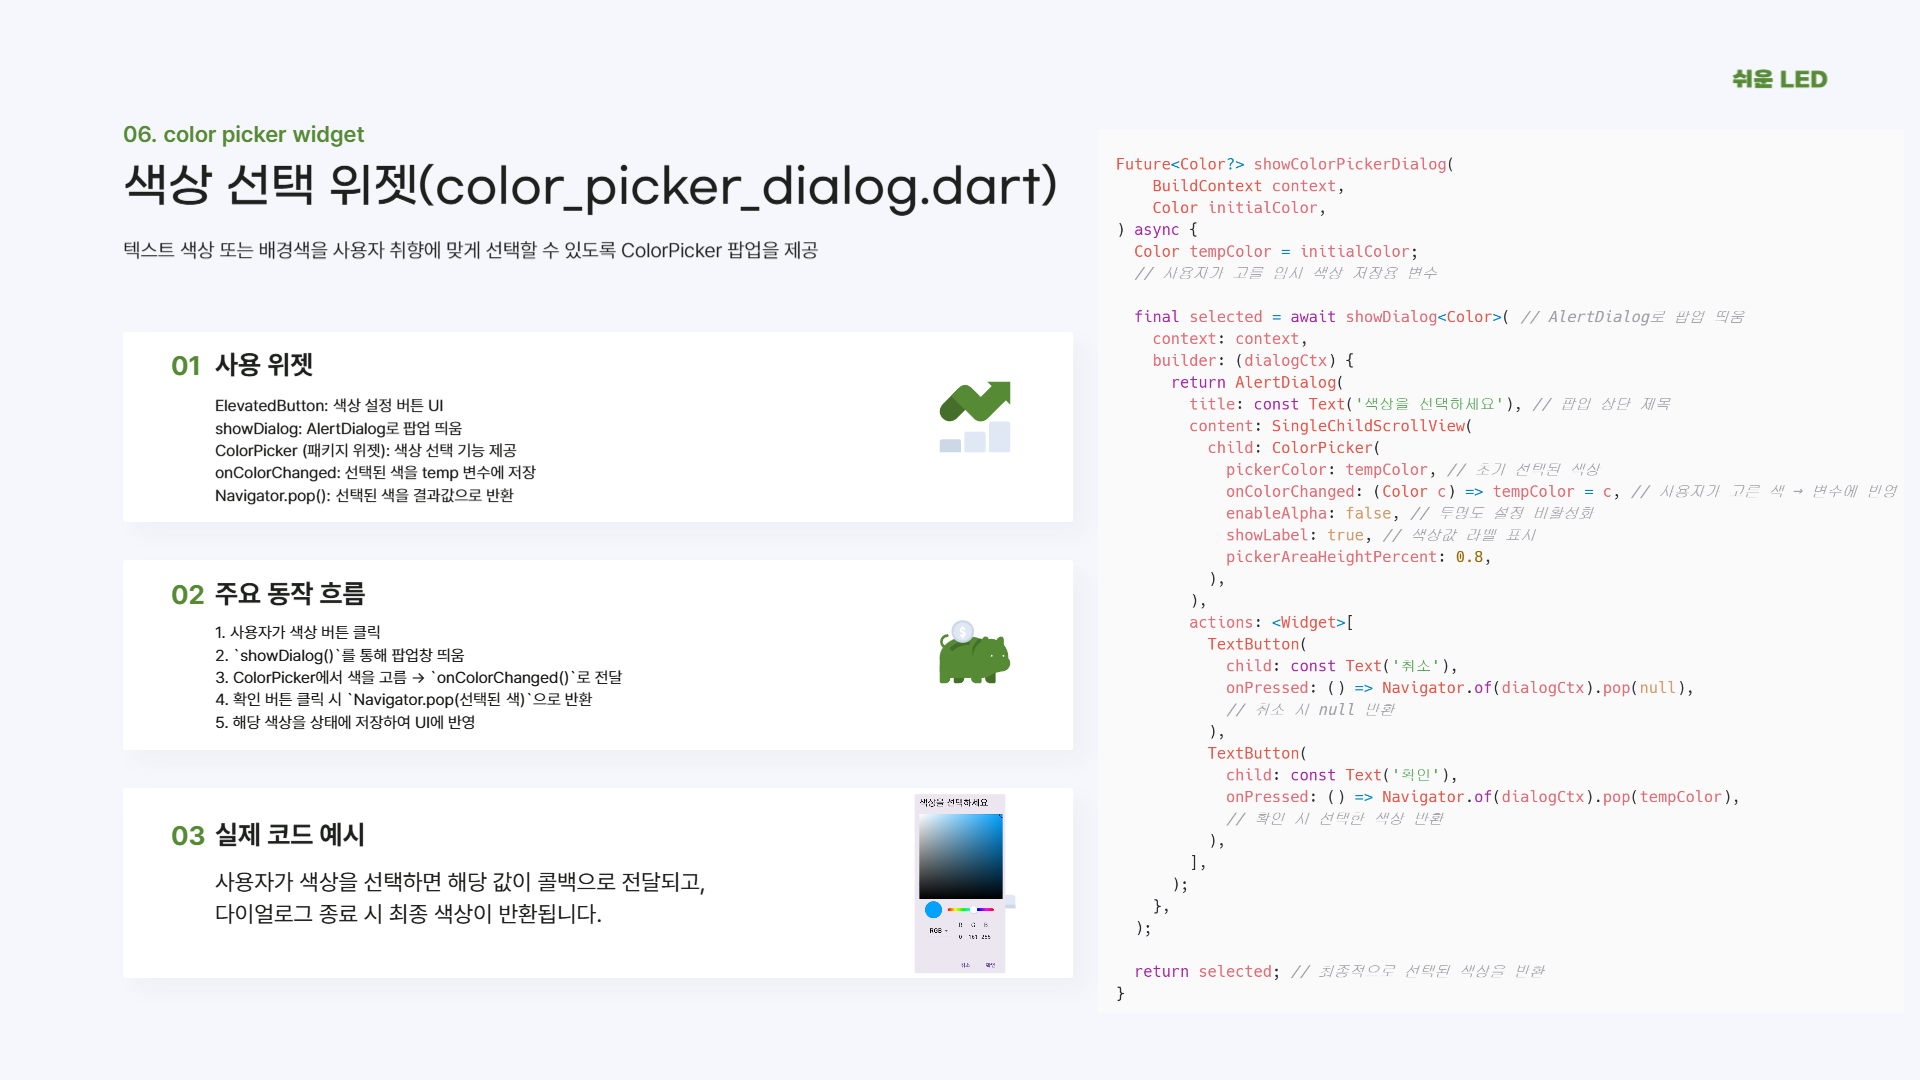 쉬운 LED
06. color picker widget
색상 선택 위젯(color_picker_dialog.dart)
텍스트 색상 또는 배경색을 사용자 취향에 맞게 선택할 수 있도록 ColorPicker 팝업을 제공
01 사용 위젯
ElevatedButton: 색상 설정 버튼 UI
showDialog: AlertDialog로 팝업 띄움
ColorPicker (패키지 위젯): 색상 선택 기능 제공
onColorChanged: 선택된 색을 temp 변수에 저장
Navigator.pop(): 선택된 색을 결과값으로 반환
02 주요 동작 흐름
1. 사용자가 색상 버튼 클릭
2. `showDialog()`를 통해 팝업창 띄움
3. ColorPicker에서 색을 고름 → `onColorChanged()`로 전달
4. 확인 버튼 클릭 시 `Navigator.pop(선택된 색)`으로 반환
5. 해당 색상을 상태에 저장하여 UI에 반영
03 실제 코드 예시
사용자가 색상을 선택하면 해당 값이 콜백으로 전달되고,
다이얼로그 종료 시 최종 색상이 반환됩니다.
색상을 선택하세요
R G B
RGB
0 161 255
취소 확인
Future<Color?> showColorPickerDialog(
BuildContext context,
Color initialColor,
) async {
Color tempColor = initialColor;
// 사용자가 고를 임시 색상 저장용 변수
final selected = await showDialog<Color>( // AlertDialog로 팝업 띄움
context: context,
builder: (dialogCtx) {
return AlertDialog(
title: const Text('색상을 선택하세요'), // 팝업 상단 제목
content: SingleChildScrollView(
child: ColorPicker(
pickerColor: tempColor, // 초기 선택된 색상
onColorChanged: (Color c) => tempColor = c, // 사용자가 고른 색 → 변수에 반영
enableAlpha: false, // 투명도 설정 비활성화
showLabel: true, // 색상값 라벨 표시
pickerAreaHeightPercent: 0.8,
),
),
actions: <Widget>[
TextButton(
child: const Text('취소'),
onPressed: () => Navigator.of(dialogCtx).pop(null),
// 취소 시 null 반환
),
TextButton(
child: const Text('확인'),
onPressed: () => Navigator.of(dialogCtx).pop(tempColor),
// 확인 시 선택한 색상 반환
),
],
);
},
);
return selected; // 최종적으로 선택된 색상을 반환
}